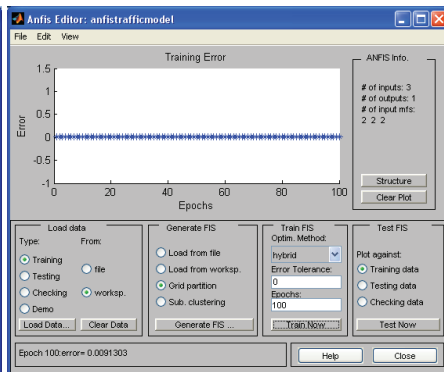 Anfis Editor: anfistrafficmodel
File Edit View
Training Error
1.5
1
0.5
0
-0.5
-1
Error
0 20 40 60 80 100
Epochs
ANFIS Info.
# of inputs: 3
# of outputs: 1
# of input mfs:
2 2 2
Structure
Clear Plot
Load data
Type: From:
Training
Testing
Checking
Demo
file
worksp.
Load Data... Clear Data
Generate FIS
Load from file
Load from worksp.
Grid partition
Sub. clustering
Generate FIS ...
Train FIS
Optim. Method:
hybrid
Error Tolerance:
0
Epochs:
100
Train Now
Test FIS
Plot against:
Training data
Testing data
Checking data
Test Now
Epoch 100:error= 0.0091303
Help Close